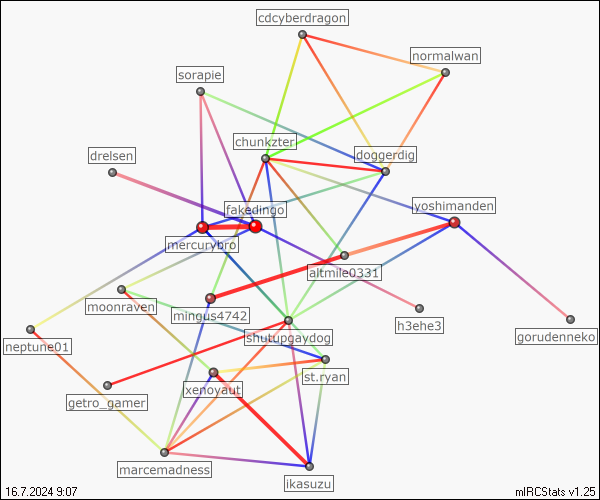 cdcyberdragon
normalwan
sorapie
chunkzter
drelsen
doggerdig
yoshimanden
fakedingo
mercurybro
altmile0331
moonraven
mingus4742
h3ehe3
shutupgaydog
gorudenneko
neptune01
st.ryan
xenoyaut
getro_gamer
marcemadness
ikasuzu
16.7.2024 9:07
mIRCStats v1.25